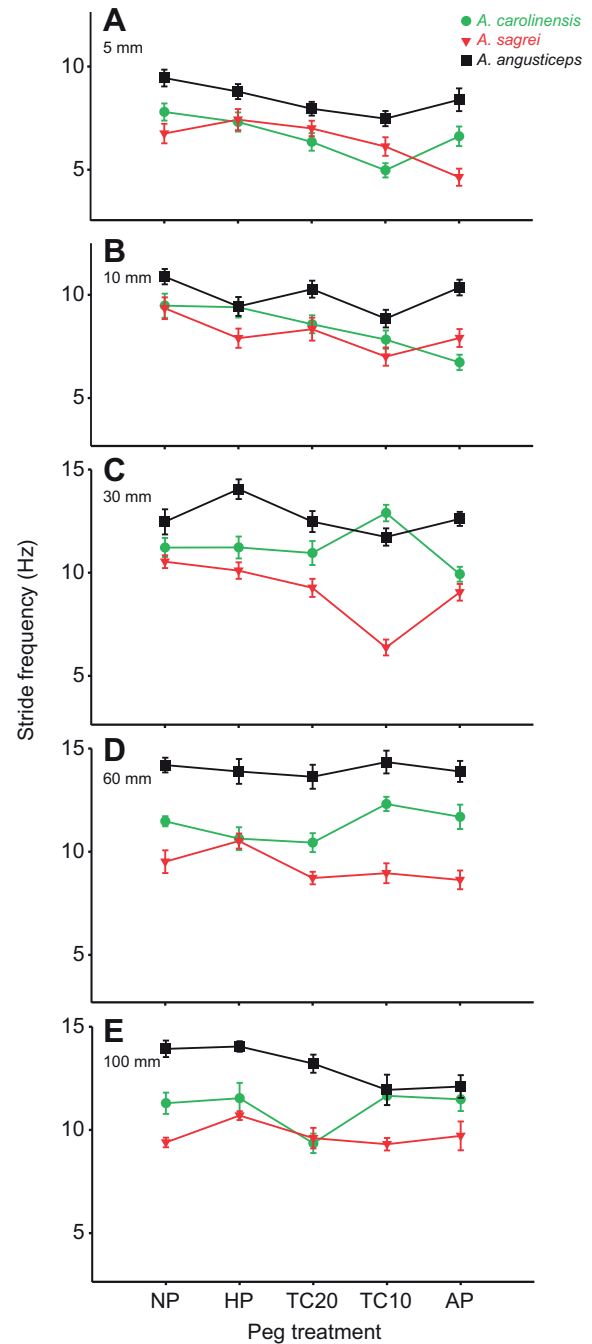 A
5 mm
A. carolinensis
A. sagrei
A. angusticeps
10
5
B
10 mm
10
5
C
30 mm
15
10
5
D
60 mm
15
10
5
E
100 mm
15
10
5
Stride frequency (Hz)
NP HP TC20 TC10 AP
Peg treatment